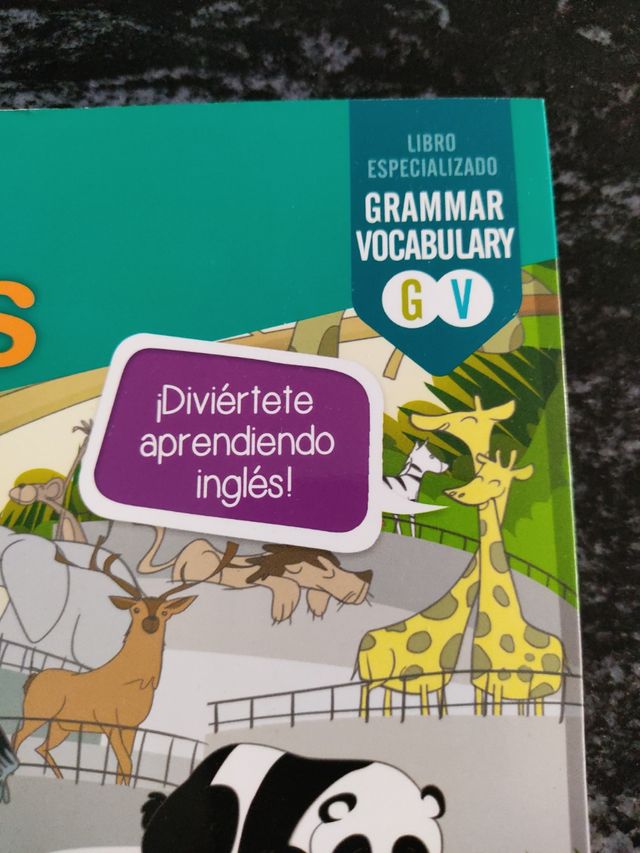 LIBRO
ESPECIALIZADO
GRAMMAR
VOCABULARY
G V
s
¡Diviértete
aprendiendo
inglés!